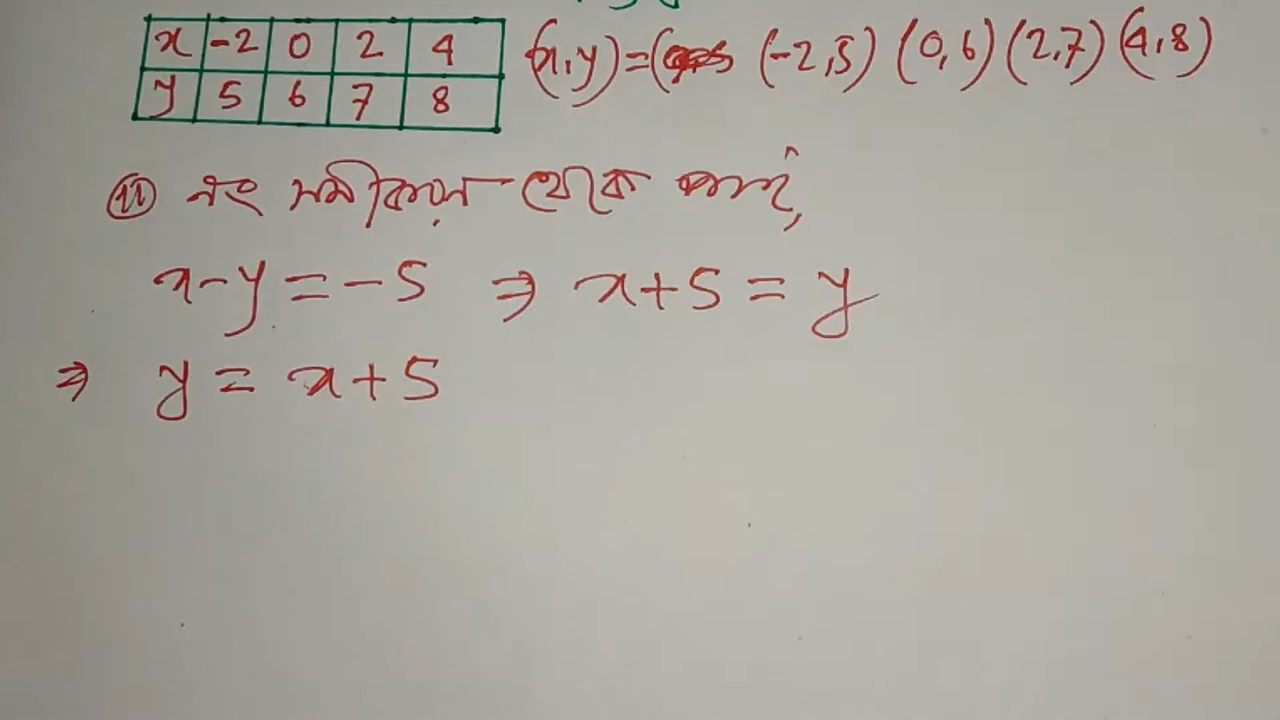 x -2 0 2 4 (x,y)=( (-2,5) (0,6) (2,7) (4,8)
y 5 6 7 8
(ii) নং সমীকরণ থেকে পাই,
x-y=-5 ⇒ x+5=y
⇒ y=x+5